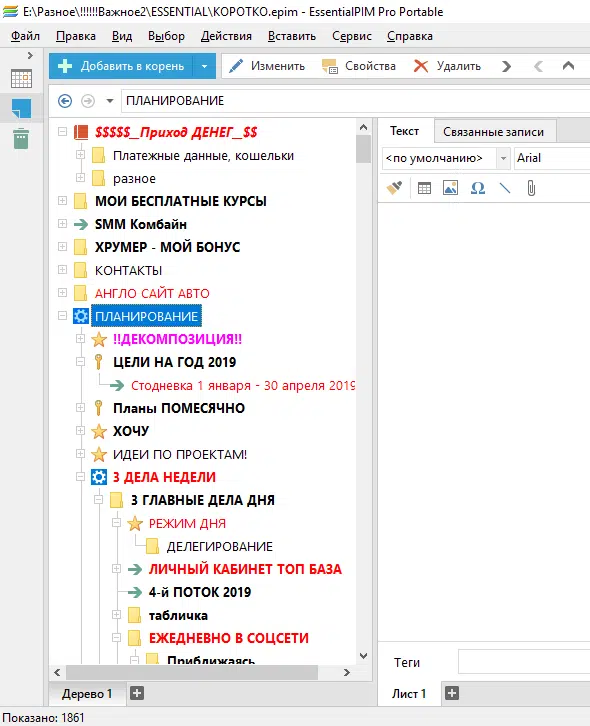 E:\Разное\!!!!!!Важное2\ESSENTIAL\КОРОТКО.epim - EssentialPIM Pro Portable
Файл Правка Вид Выбор Действия Вставить Сервис Справка
Добавить в корень Изменить Свойства Удалить
ПЛАНИРОВАНИЕ
$$$$$_Приход ДЕНЕГ_$$
Платежные данные, кошельки
разное
МОИ БЕСПЛАТНЫЕ КУРСЫ
SMM Комбайн
ХРУМЕР - МОЙ БОНУС
КОНТАКТЫ
АНГЛО САЙТ АВТО
ПЛАНИРОВАНИЕ
!!ДЕКОМПОЗИЦИЯ!!
ЦЕЛИ НА ГОД 2019
Стодневка 1 января - 30 апреля 2019
Планы ПОМЕСЯЧНО
ХОЧУ
ИДЕИ ПО ПРОЕКТАМ!
3 ДЕЛА НЕДЕЛИ
3 ГЛАВНЫЕ ДЕЛА ДНЯ
РЕЖИМ ДНЯ
ДЕЛЕГИРОВАНИЕ
ЛИЧНЫЙ КАБИНЕТ ТОП БАЗА
4-й ПОТОК 2019
табличка
ЕЖЕДНЕВНО В СОЦСЕТИ
Приближаясь
Дерево 1
Текст Связанные записи
<по умолчанию> Arial
Теги
Лист 1
Показано: 1861